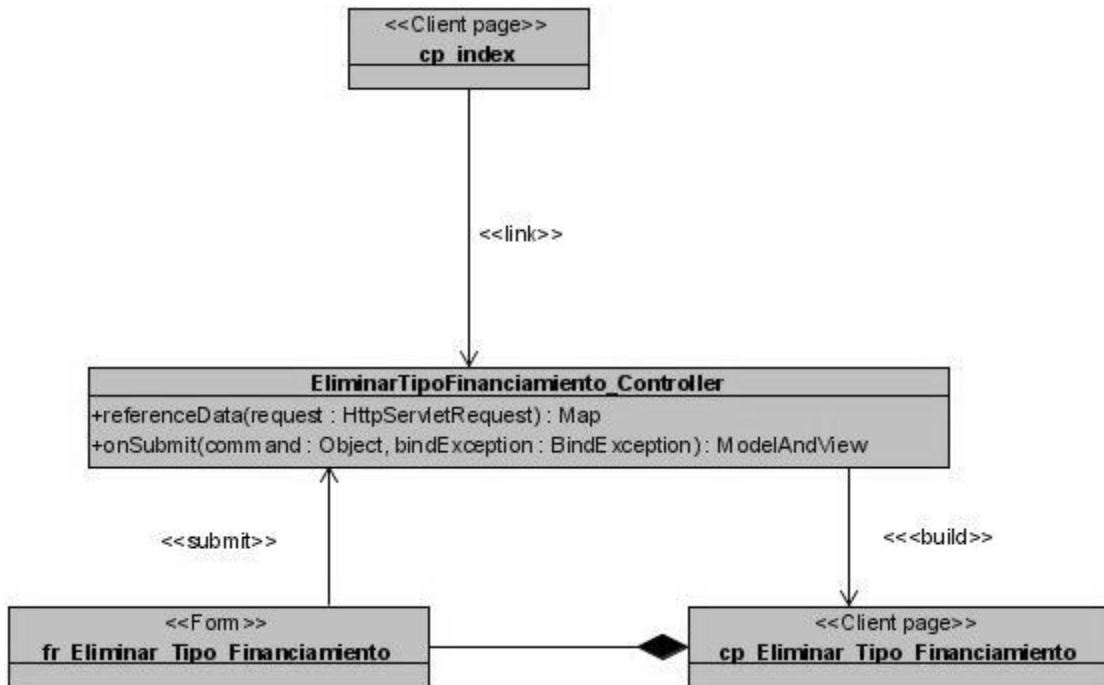 <<Client page>>
cp_index
<<link>>
EliminarTipoFinanciamiento_Controller
+referenceData(request : HttpServletRequest) : Map
+onSubmit(command : Object, bindException : BindException) : ModelAndView
<<submit>>
<<<build>>
<<Form>>
fr_Eliminar_Tipo_Financiamiento
<<Client page>>
cp_Eliminar_Tipo_Financiamiento